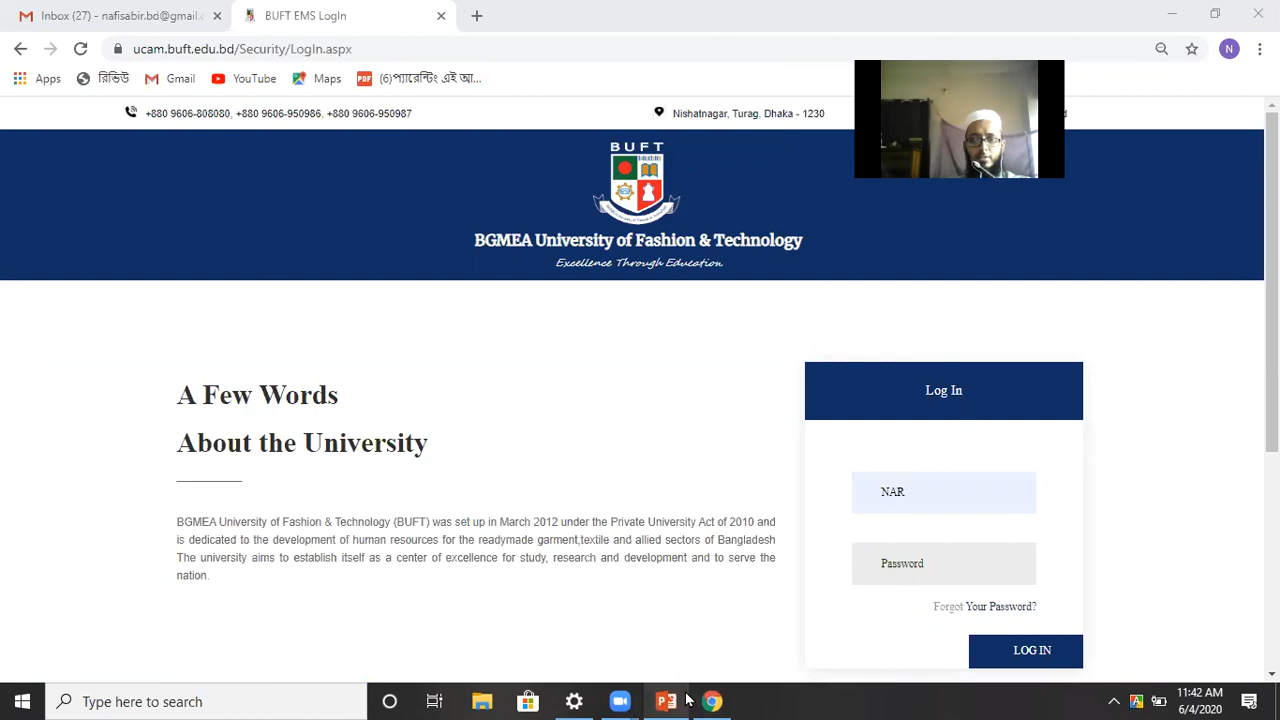 Inbox (27) - nafisabir.bd@gmail.c
BUFT EMS LogIn
ucam.buft.edu.bd/Security/LogIn.aspx
N
Apps
রিভিউ
Gmail
YouTube
Maps
(6)প্যারেন্টিং এই আ...
+880 9606-808080, +880 9606-950986, +880 9606-950987
Nishatnagar, Turag, Dhaka - 1230
BUFT
BGMEA University of Fashion & Technology
Excellence Through Education.
A Few Words
About the University
BGMEA University of Fashion & Technology (BUFT) was set up in March 2012 under the Private University Act of 2010 and
is dedicated to the development of human resources for the readymade garment,textile and allied sectors of Bangladesh
The university aims to establish itself as a center of excellence for study, research and development and to serve the
nation.
Log In
NAR
Password
Forgot Your Password?
LOG IN
Type here to search
11:42 AM
6/4/2020